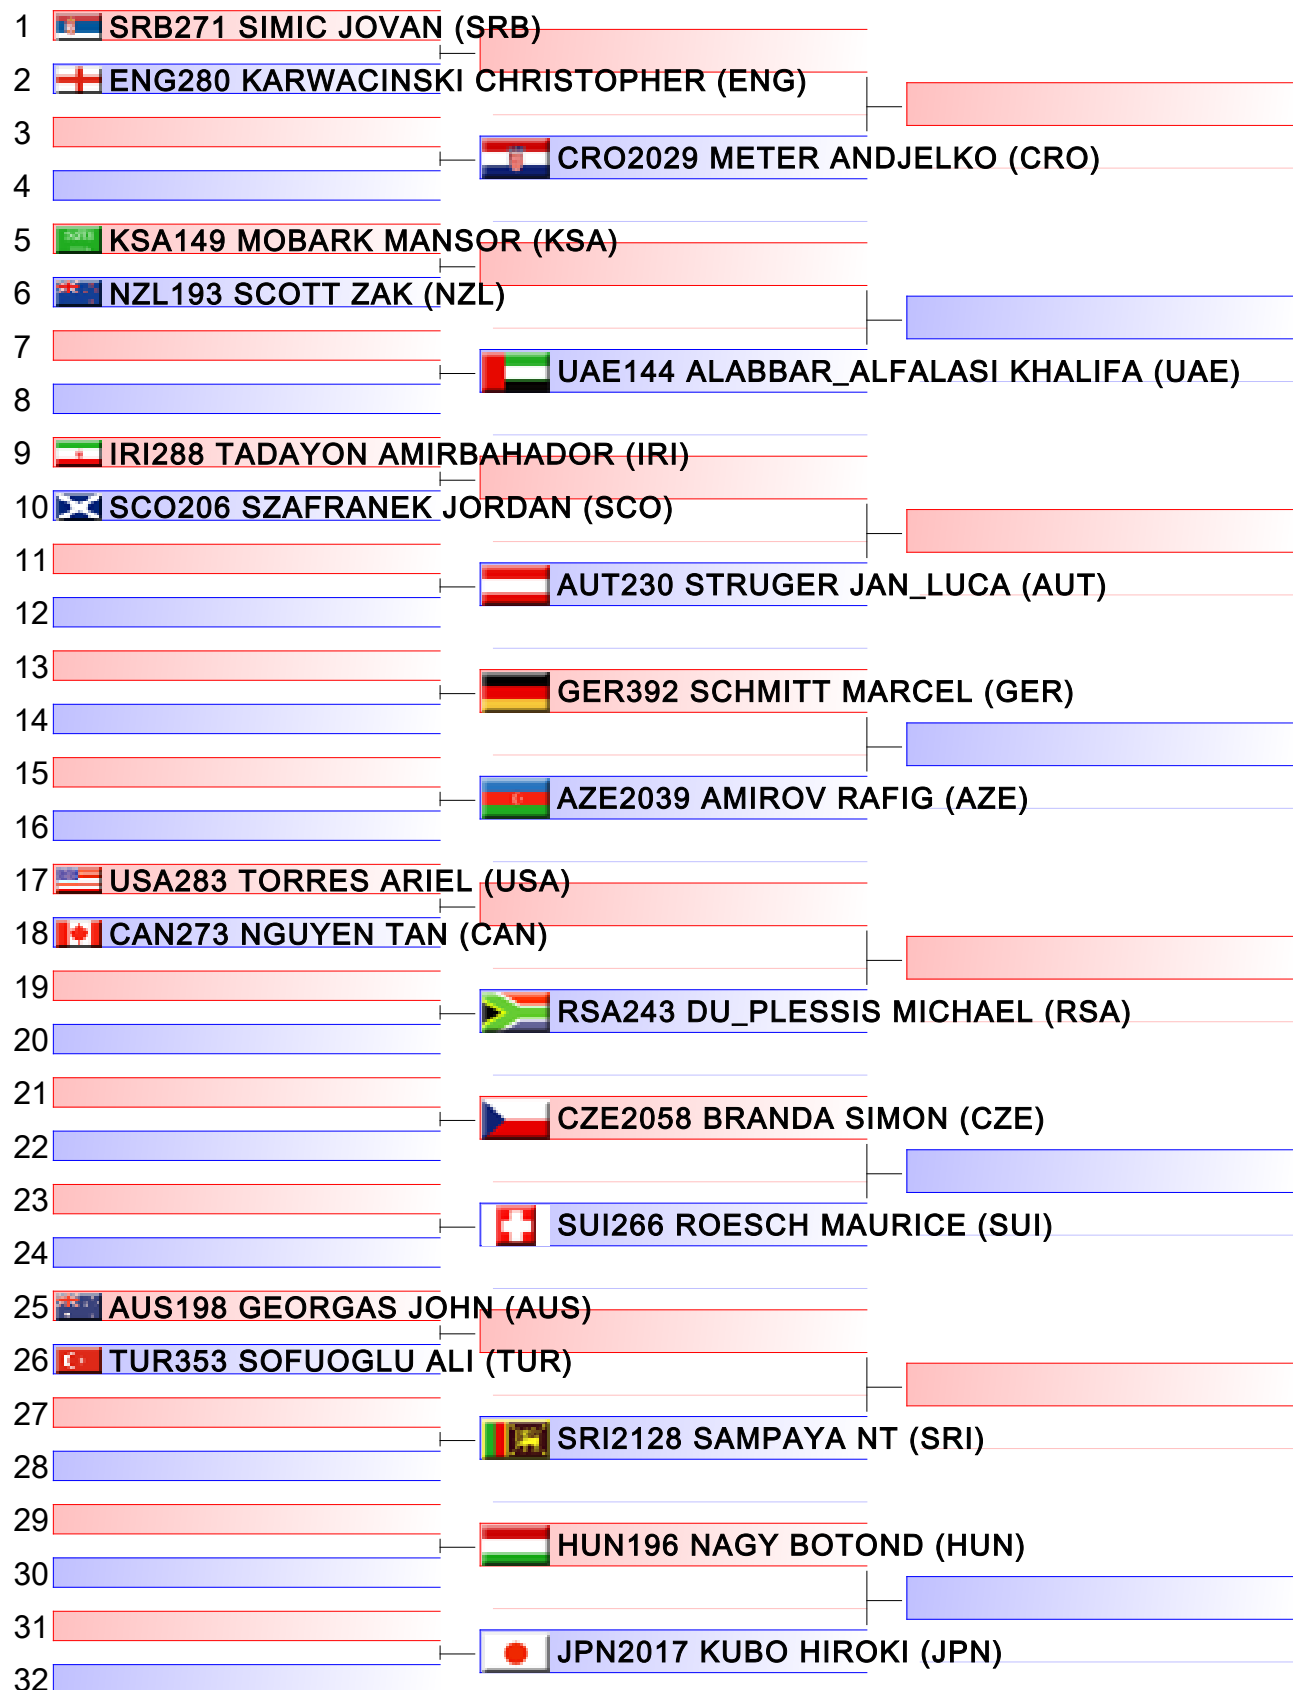 1 SRB271 SIMIC JOVAN (SRB)
2 ENG280 KARWACINSKI CHRISTOPHER (ENG)
3
CRO2029 METER ANDJELKO (CRO)
4
5 KSA149 MOBARK MANSOR (KSA)
6 NZL193 SCOTT ZAK (NZL)
7
UAE144 ALABBAR_ALFALASI KHALIFA (UAE)
8
9 IRI288 TADAYON AMIRBAHADOR (IRI)
10 SCO206 SZAFRANEK JORDAN (SCO)
11
AUT230 STRUGER JAN_LUCA (AUT)
12
13
GER392 SCHMITT MARCEL (GER)
14
15
AZE2039 AMIROV RAFIG (AZE)
16
17 USA283 TORRES ARIEL (USA)
18 CAN273 NGUYEN TAN (CAN)
19
RSA243 DU_PLESSIS MICHAEL (RSA)
20
21
CZE2058 BRANDA SIMON (CZE)
22
23
SUI266 ROESCH MAURICE (SUI)
24
25 AUS198 GEORGAS JOHN (AUS)
26 TUR353 SOFUOGLU ALI (TUR)
27
SRI2128 SAMPAYA NT (SRI)
28
29
HUN196 NAGY BOTOND (HUN)
30
31
JPN2017 KUBO HIROKI (JPN)
32